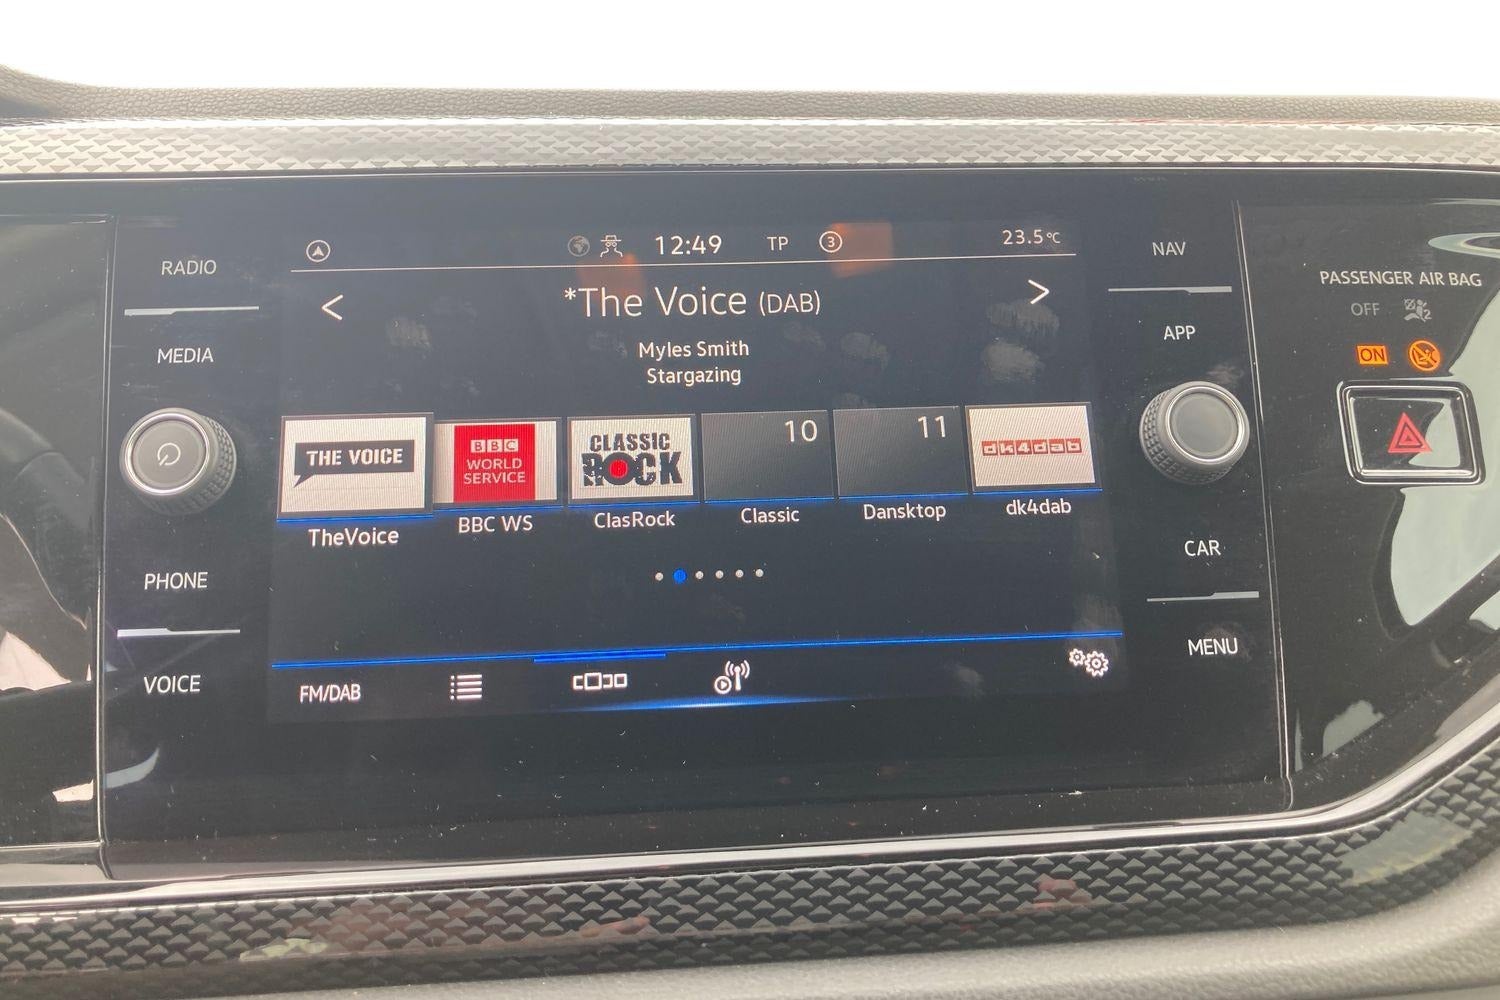 RADIO
MEDIA
PHONE
VOICE
12:49 TP 3 23.5°C
< *The Voice (DAB) >
Myles Smith
Stargazing
THE VOICE
BBC
WORLD
SERVICE
CLASSIC
ROCK
10
11
dk4dab
TheVoice BBC WS ClasRock Classic Dansktop dk4dab
FM/DAB
NAV
APP
CAR
MENU
PASSENGER AIR BAG
OFF 2
ON